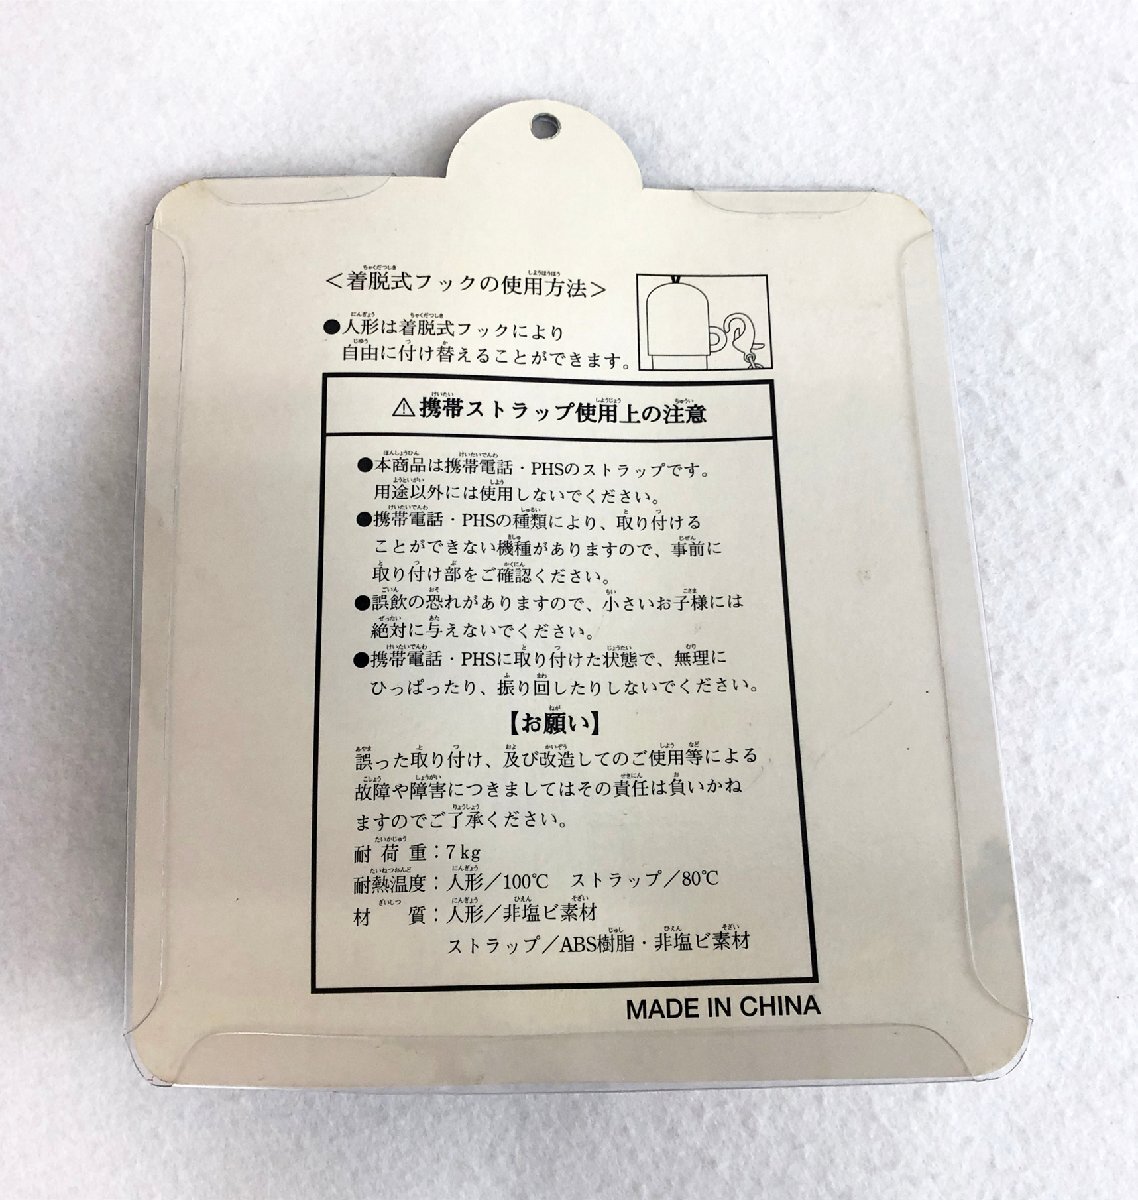 ＜着脱式フックの使用方法＞
●人形は着脱式フックにより
自由に付け替えることができます。
⚠携帯ストラップ使用上の注意
●本商品は携帯電話・PHSのストラップです。
用途以外には使用しないでください。
●携帯電話・PHSの種類により、取り付ける
ことができない機種がありますので、事前に
取り付け部をご確認ください。
●誤飲の恐れがありますので、小さいお子様には
絶対に与えないでください。
●携帯電話・PHSに取り付けた状態で、無理に
ひっぱったり、振り回したりしないでください。
【お願い】
誤った取り付け、及び改造してのご使用等による
故障や障害につきましてはその責任は負いかね
ますのでご了承ください。
耐荷重：7kg
耐熱温度：人形／100℃　ストラップ／80℃
材　質：人形／非塩ビ素材
ストラップ／ABS樹脂・非塩ビ素材
MADE IN CHINA